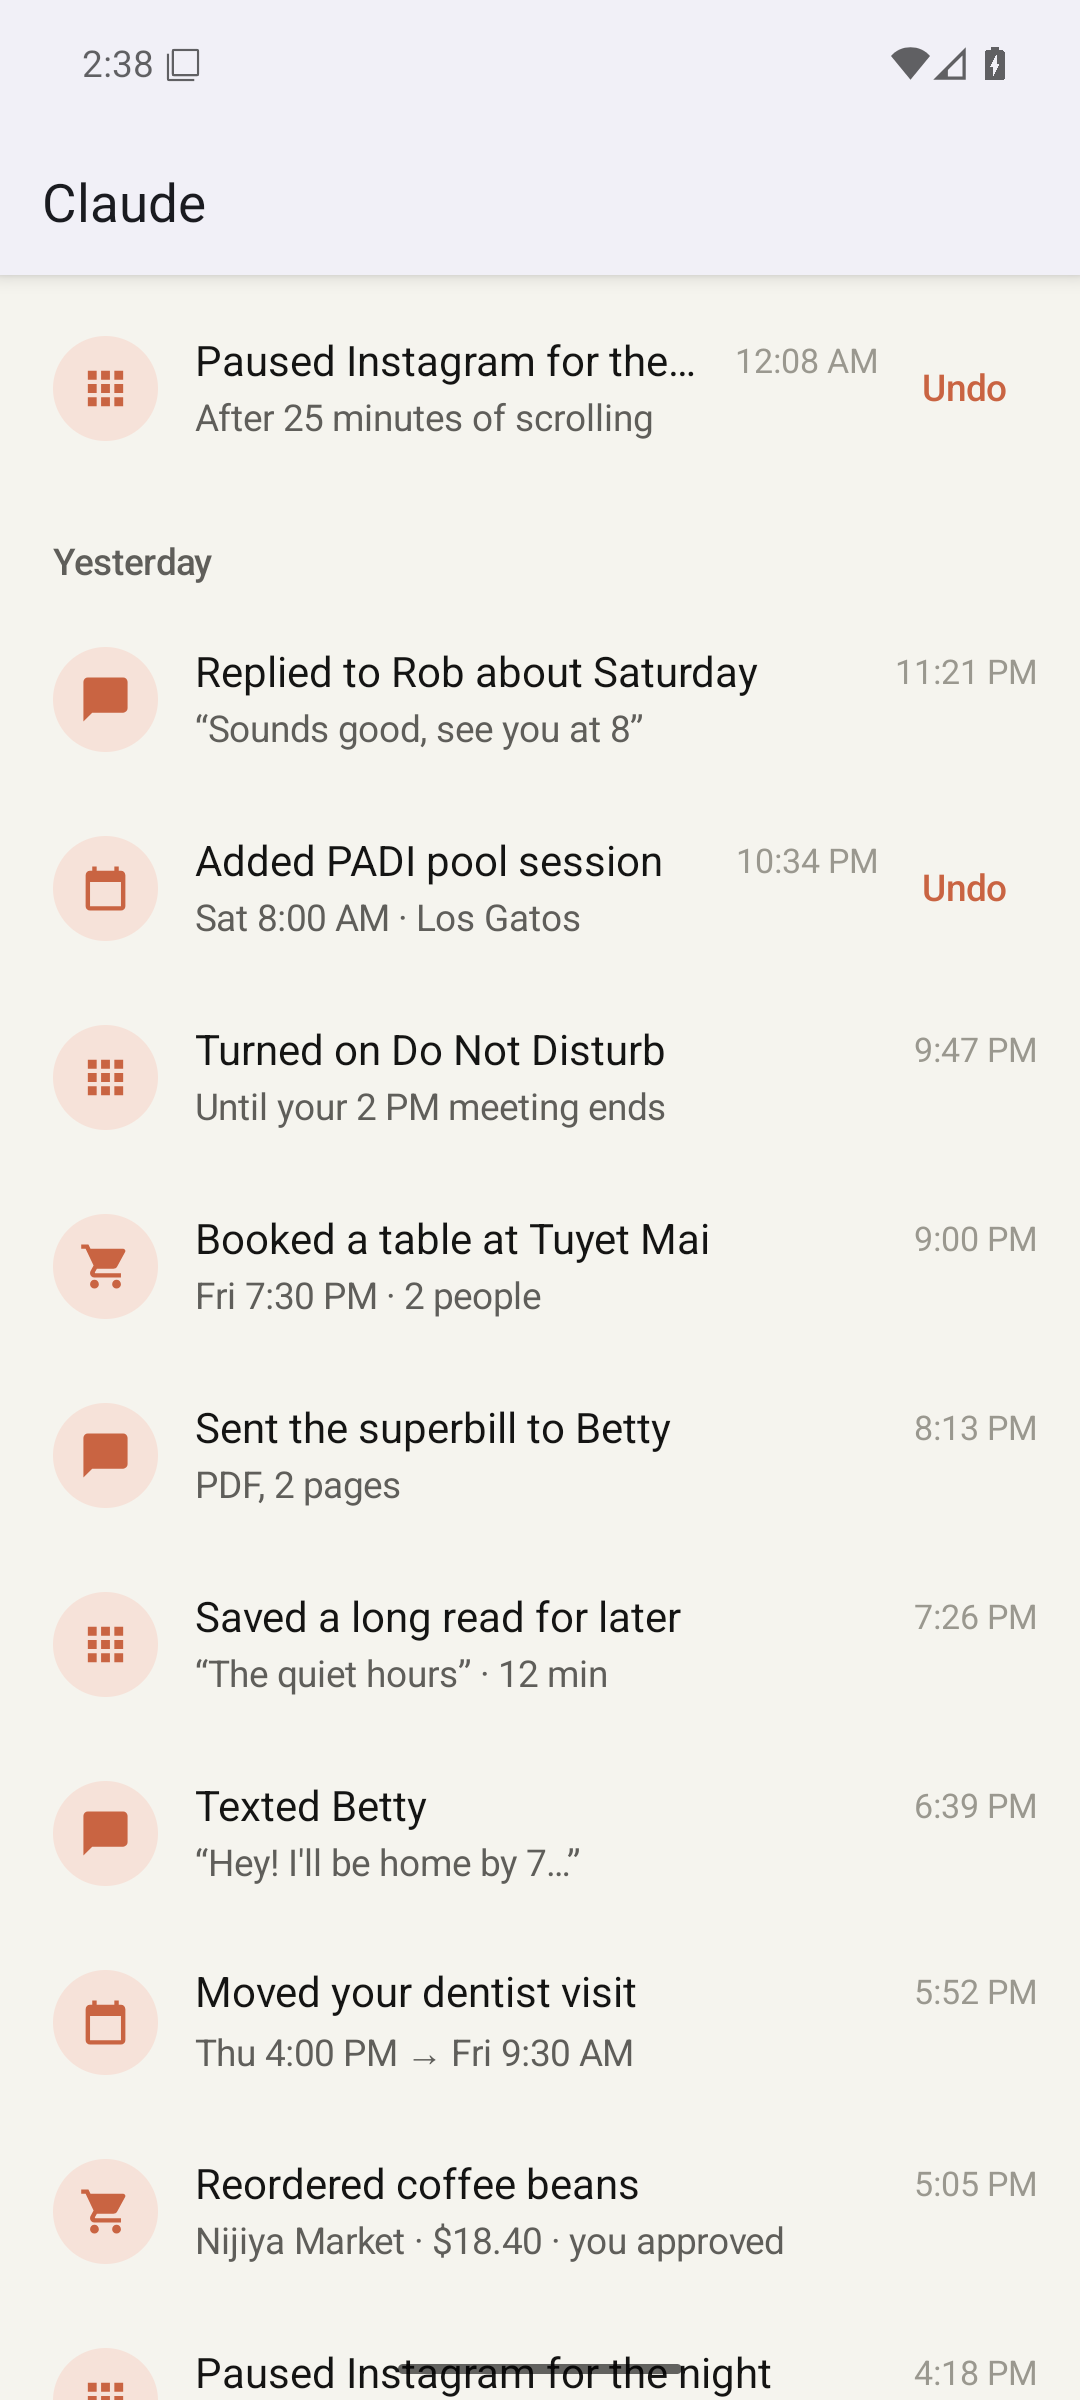 2:38
Claude
Paused Instagram for the… 12:08 AM
After 25 minutes of scrolling
Undo
Yesterday
Replied to Rob about Saturday 11:21 PM
“Sounds good, see you at 8”
Added PADI pool session 10:34 PM
Sat 8:00 AM · Los Gatos
Undo
Turned on Do Not Disturb 9:47 PM
Until your 2 PM meeting ends
Booked a table at Tuyet Mai 9:00 PM
Fri 7:30 PM · 2 people
Sent the superbill to Betty 8:13 PM
PDF, 2 pages
Saved a long read for later 7:26 PM
“The quiet hours” · 12 min
Texted Betty 6:39 PM
“Hey! I'll be home by 7…”
Moved your dentist visit 5:52 PM
Thu 4:00 PM → Fri 9:30 AM
Reordered coffee beans 5:05 PM
Nijiya Market · $18.40 · you approved
Paused Instagram for the night 4:18 PM